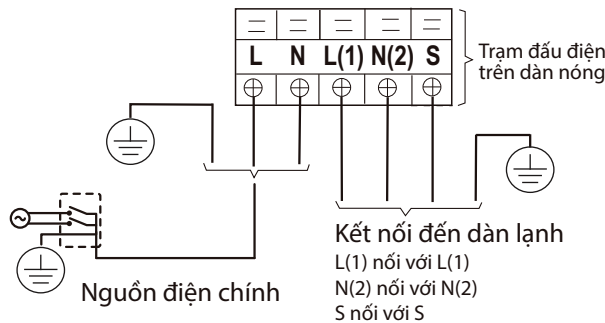 L N L(1) N(2) S
Trạm đấu điện
trên dàn nóng
Kết nối đến dàn lạnh
L(1) nối với L(1)
N(2) nối với N(2)
S nối với S
Nguồn điện chính